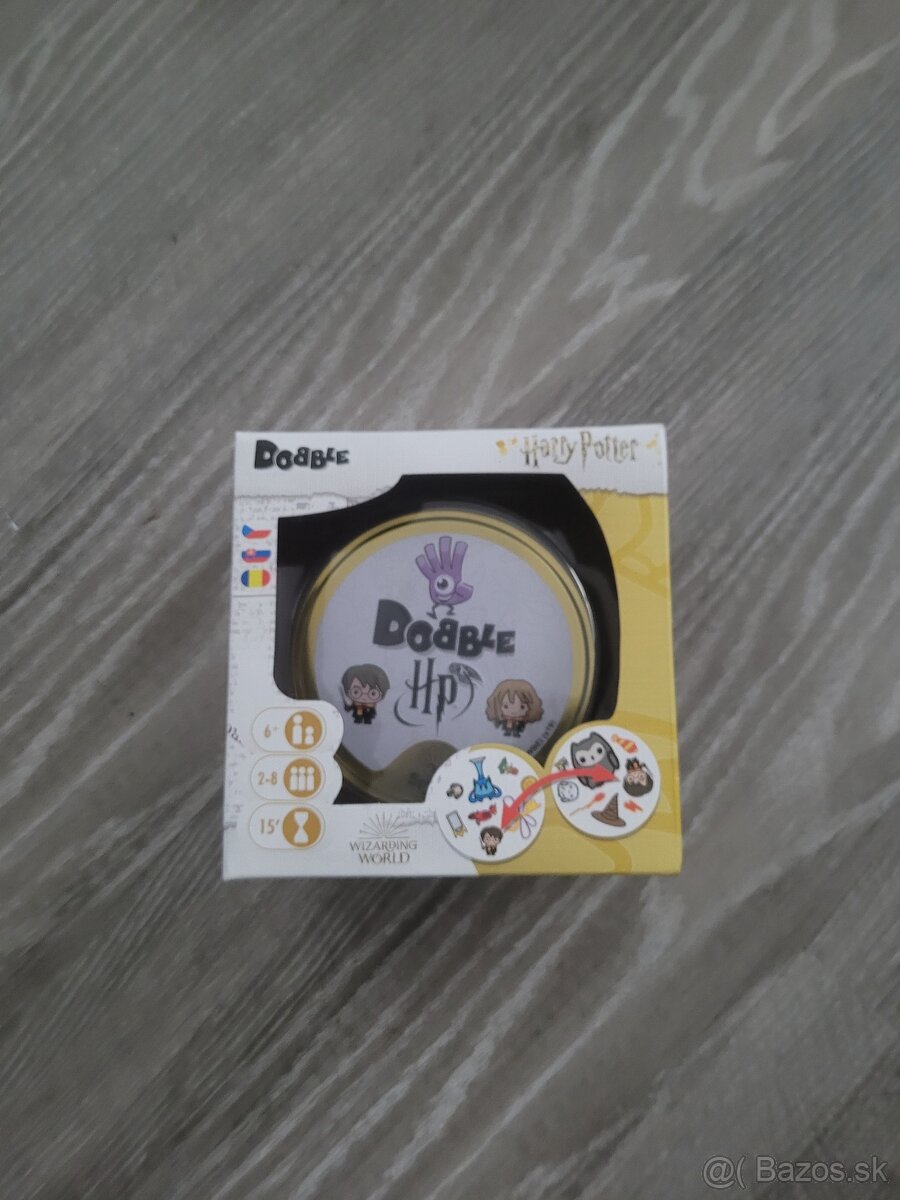 DOBBLE
Harry Potter
DOBBLE
HP
6+
2-8
15'
WIZARDING
WORLD
@( Bazos.sk